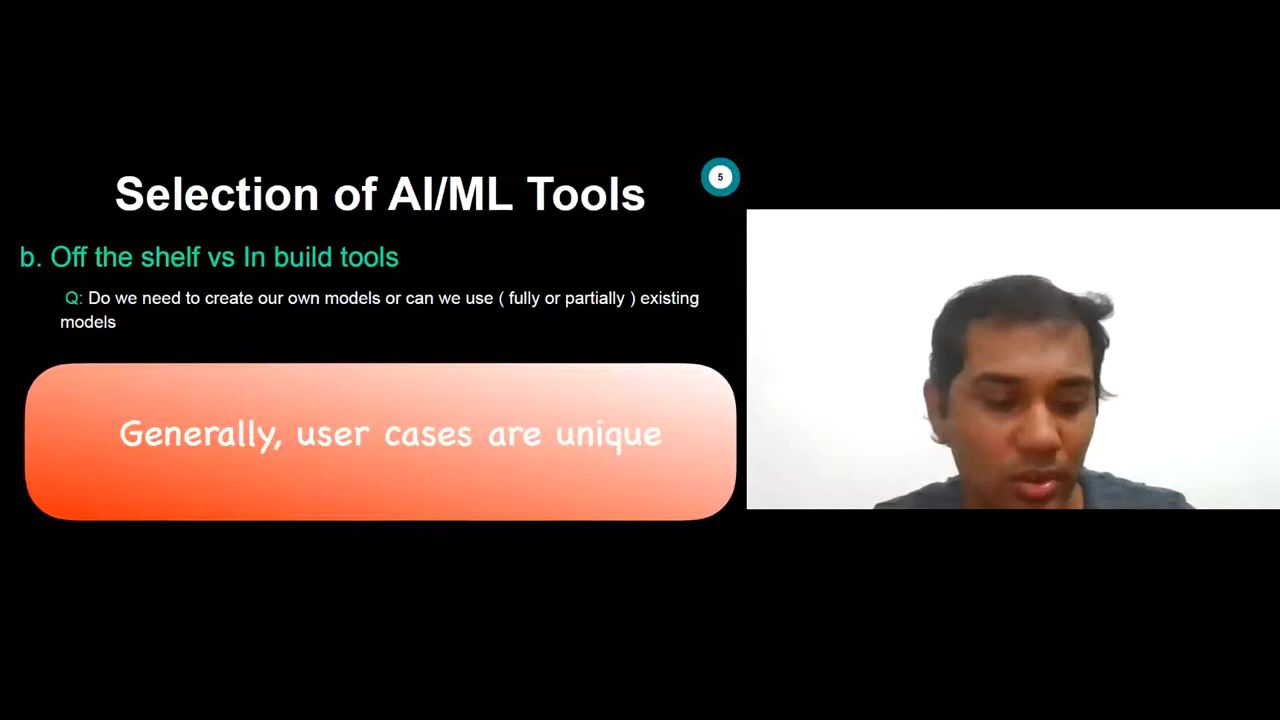 Selection of AI/ML Tools
5
b. Off the shelf vs In build tools
Q: Do we need to create our own models or can we use ( fully or partially ) existing
models
Generally, user cases are unique